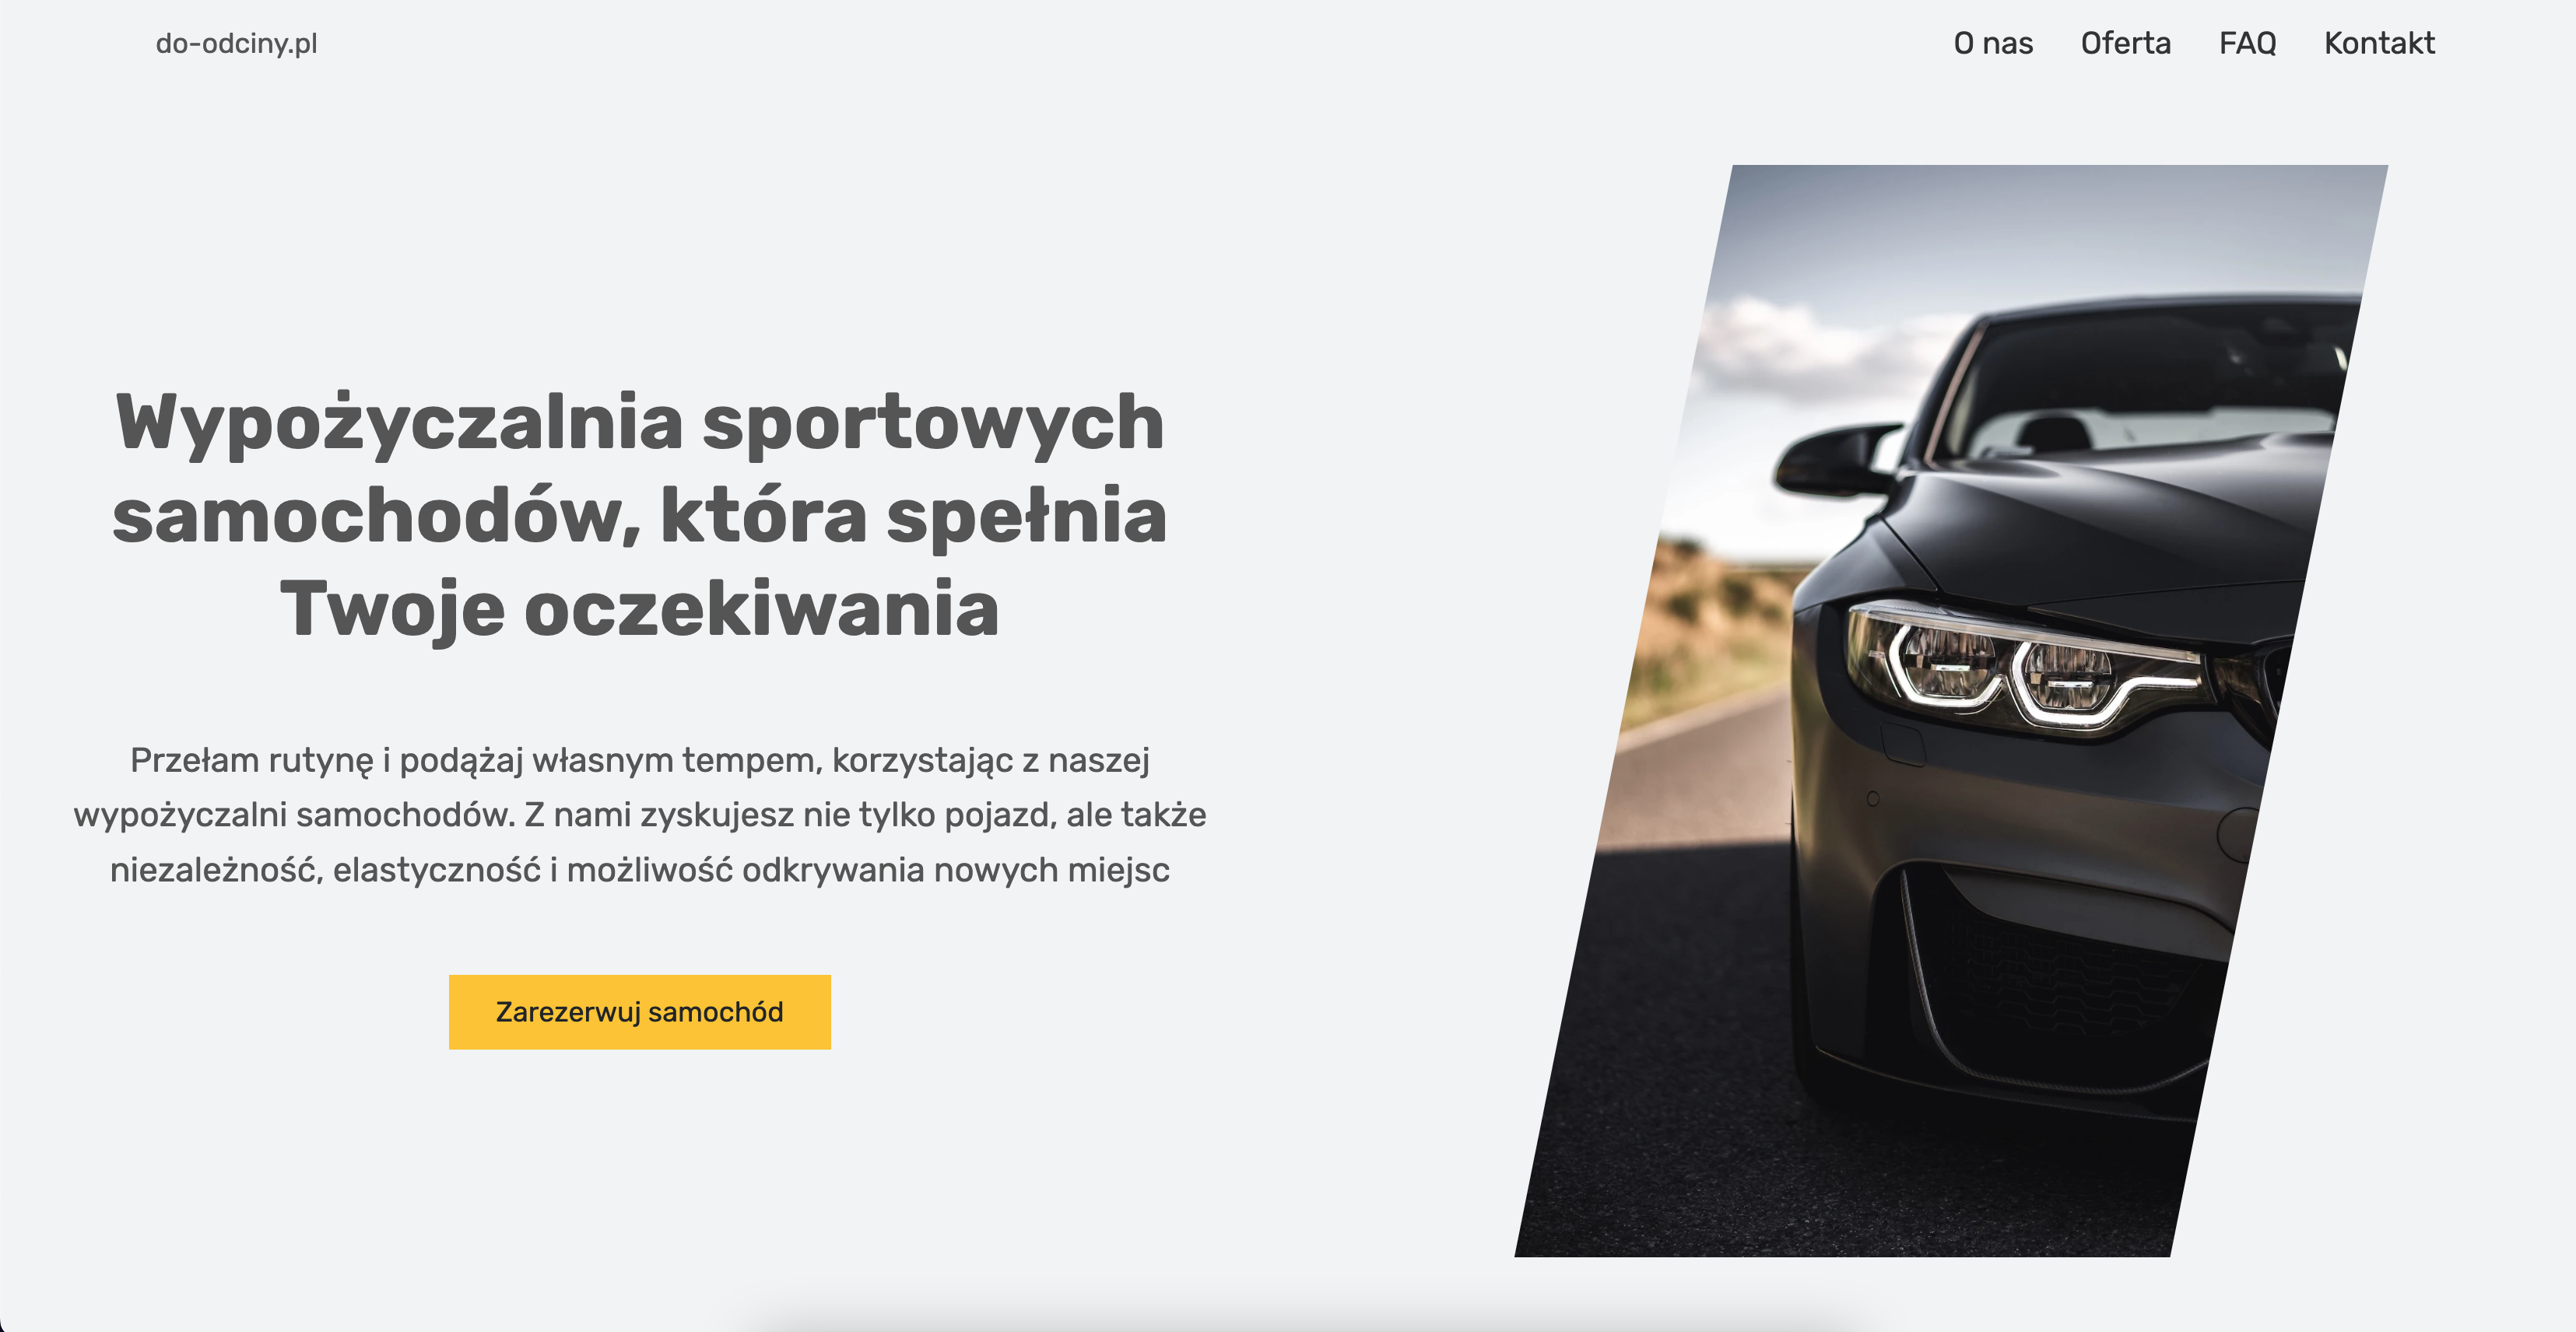 do-odciny.pl
O nas
Oferta
FAQ
Kontakt
Wypożyczalnia sportowych
samochodów, która spełnia
Twoje oczekiwania
Przełam rutynę i podążaj własnym tempem, korzystając z naszej
wypożyczalni samochodów. Z nami zyskujesz nie tylko pojazd, ale także
niezależność, elastyczność i możliwość odkrywania nowych miejsc
Zarezerwuj samochód